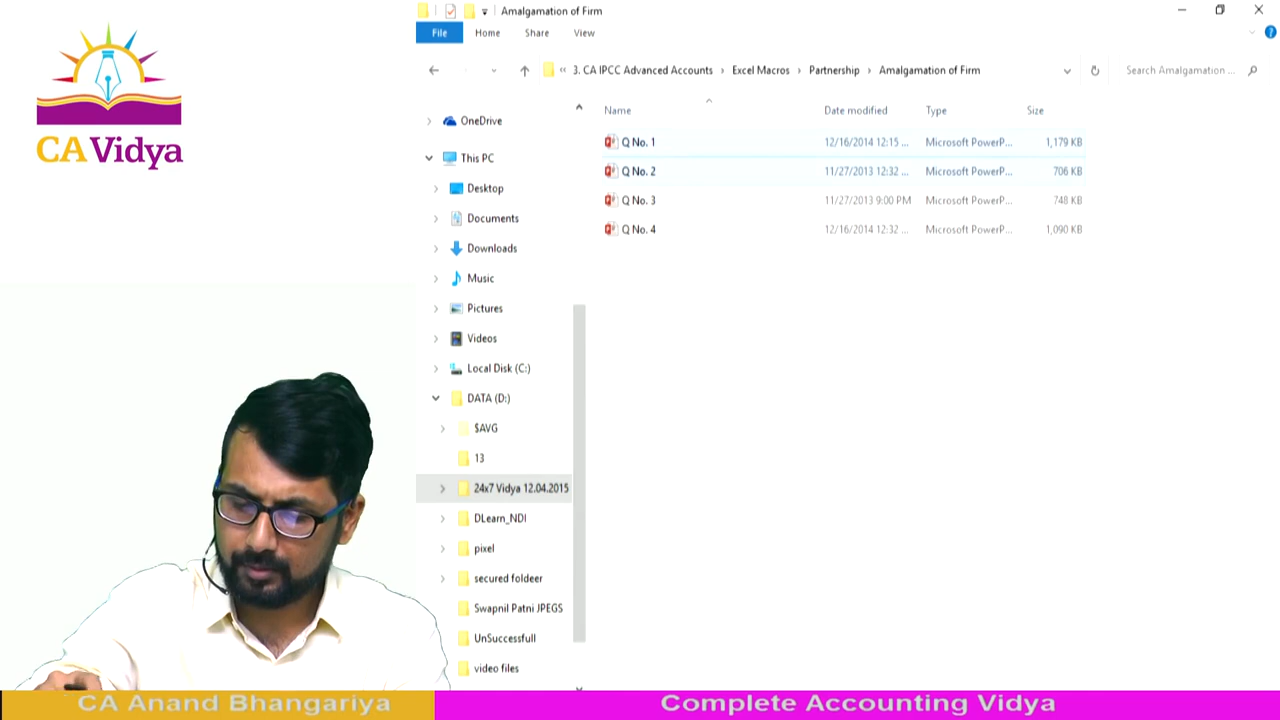 CA Vidya
Amalgamation of Firm
File Home Share View
« 3. CA IPCC Advanced Accounts › Excel Macros › Partnership › Amalgamation of Firm
Search Amalgamation ...
Name Date modified Type Size
Q No. 1 12/16/2014 12:15 ... Microsoft PowerP... 1,179 KB
Q No. 2 11/27/2013 12:32 ... Microsoft PowerP... 706 KB
Q No. 3 11/27/2013 9:00 PM Microsoft PowerP... 748 KB
Q No. 4 12/16/2014 12:32 ... Microsoft PowerP... 1,090 KB
OneDrive
This PC
Desktop
Documents
Downloads
Music
Pictures
Videos
Local Disk (C:)
DATA (D:)
$AVG
13
24x7 Vidya 12.04.2015
DLearn_NDI
pixel
secured foldeer
Swapnil Patni JPEGS
UnSuccessfull
video files
CA Anand Bhangariya
Complete Accounting Vidya